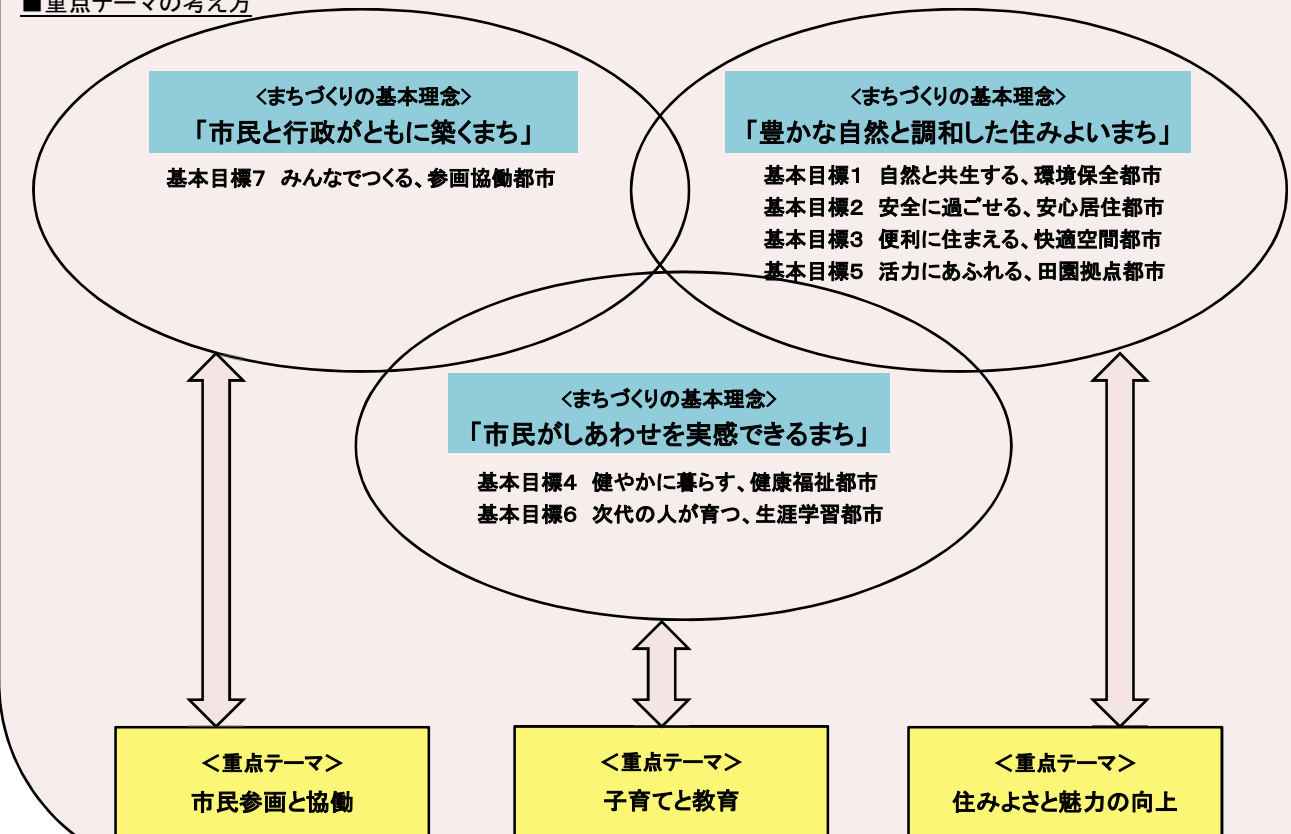 ■重点テーマの考え方
<まちづくりの基本理念>
「市民と行政がともに築くまち」
基本目標7 みんなでつくる、参画協働都市
<まちづくりの基本理念>
「豊かな自然と調和した住みよいまち」
基本目標1 自然と共生する、環境保全都市
基本目標2 安全に過ごせる、安心居住都市
基本目標3 便利に住まえる、快適空間都市
基本目標5 活力にあふれる、田園拠点都市
<まちづくりの基本理念>
「市民がしあわせを実感できるまち」
基本目標4 健やかに暮らす、健康福祉都市
基本目標6 次代の人が育つ、生涯学習都市
<重点テーマ>
市民参画と協働
<重点テーマ>
子育てと教育
<重点テーマ>
住みよさと魅力の向上